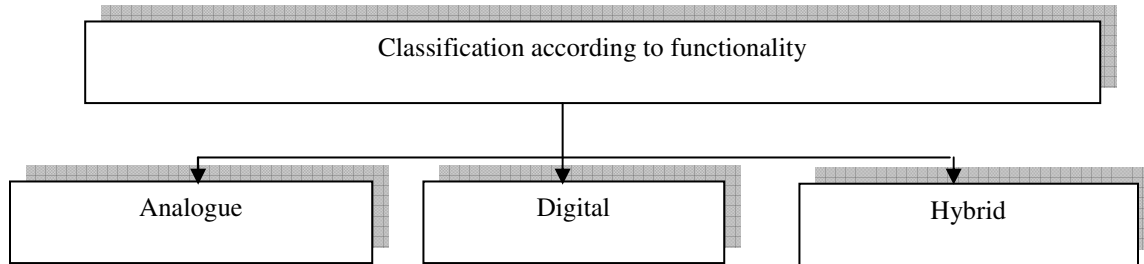 Classification according to functionality
Analogue
Digital
Hybrid